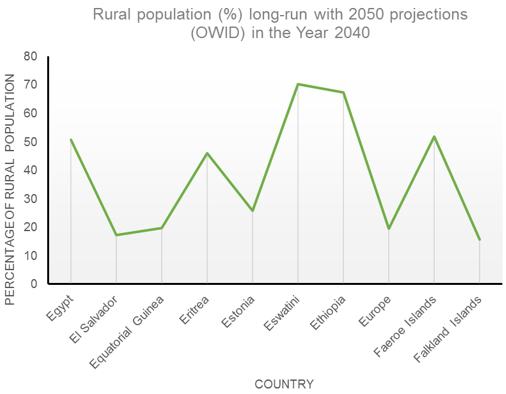 Rural population (%) long-run with 2050 projections
(OWID) in the Year 2040
PERCENTAGE OF RURAL POPULATION
80
70
60
50
40
30
20
10
0
Egypt
El Salvador
Equatorial Guinea
Eritrea
Estonia
Eswatini
Ethiopia
Europe
Faeroe Islands
Falkland Islands
COUNTRY